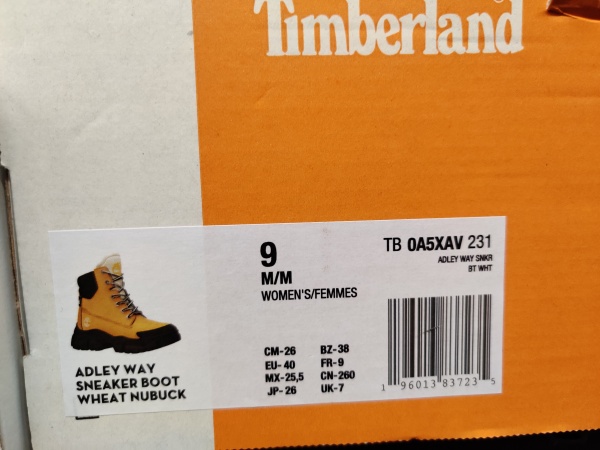 Timberland
9
M/M
WOMEN'S/FEMMES
TB 0A5XAV 231
ADLEY WAY SNKR
BT WHT
CM-26 BZ-38
EU- 40 FR- 9
MX-25,5 CN-260
JP- 26 UK-7
ADLEY WAY
SNEAKER BOOT
WHEAT NUBUCK
1 96013 83723 5